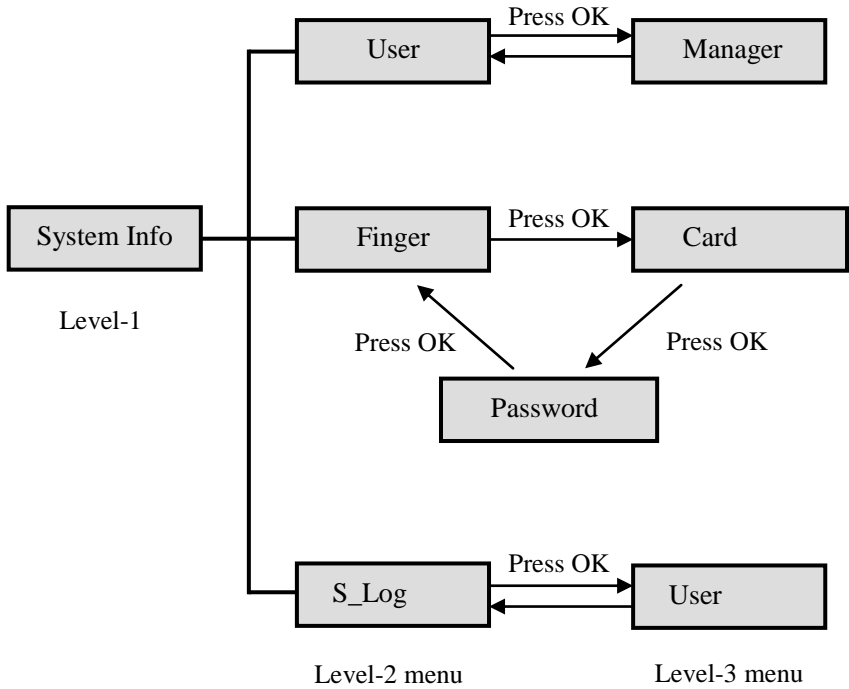 Press OK
User
Manager
System Info
Finger
Press OK
Card
Level-1
Press OK
Press OK
Password
S_Log
Press OK
User
Level-2 menu
Level-3 menu